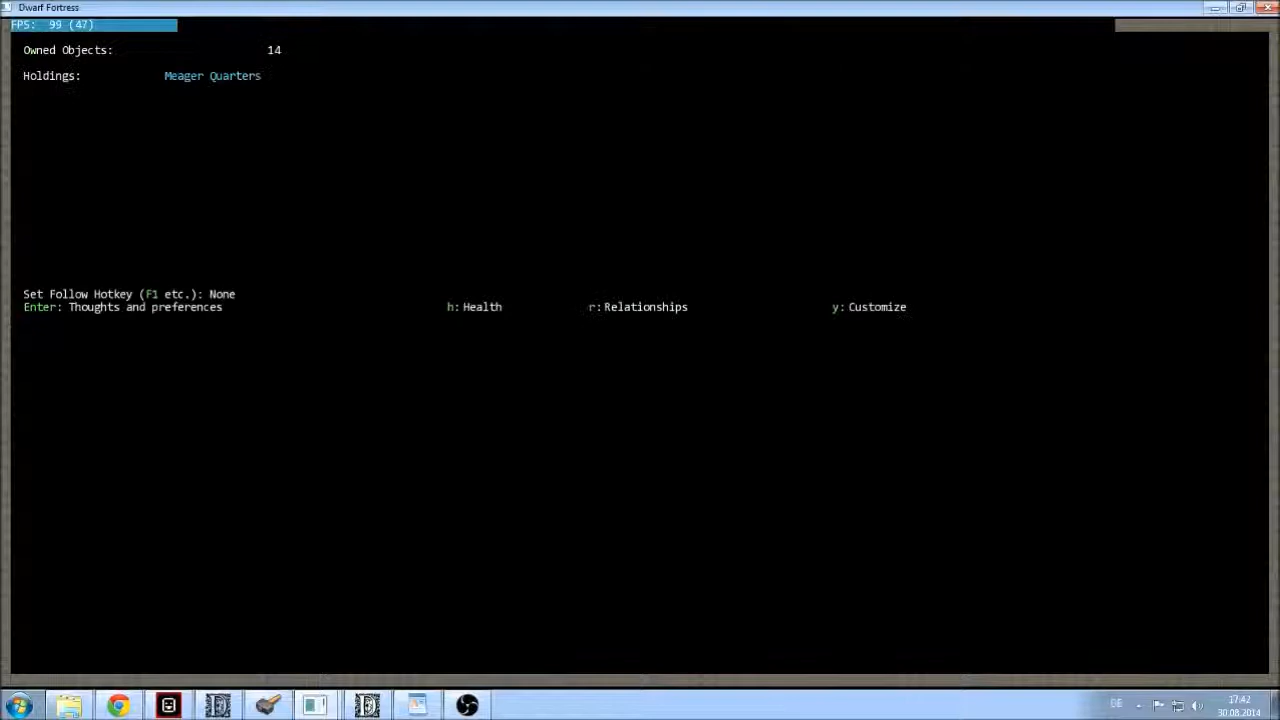 Dwarf Fortress
FPS: 99 (47)
Owned Objects: 14
Holdings: Meager Quarters
Set Follow Hotkey (F1 etc.): None
Enter: Thoughts and preferences h: Health r: Relationships y: Customize
DE
17:42
30.08.2014